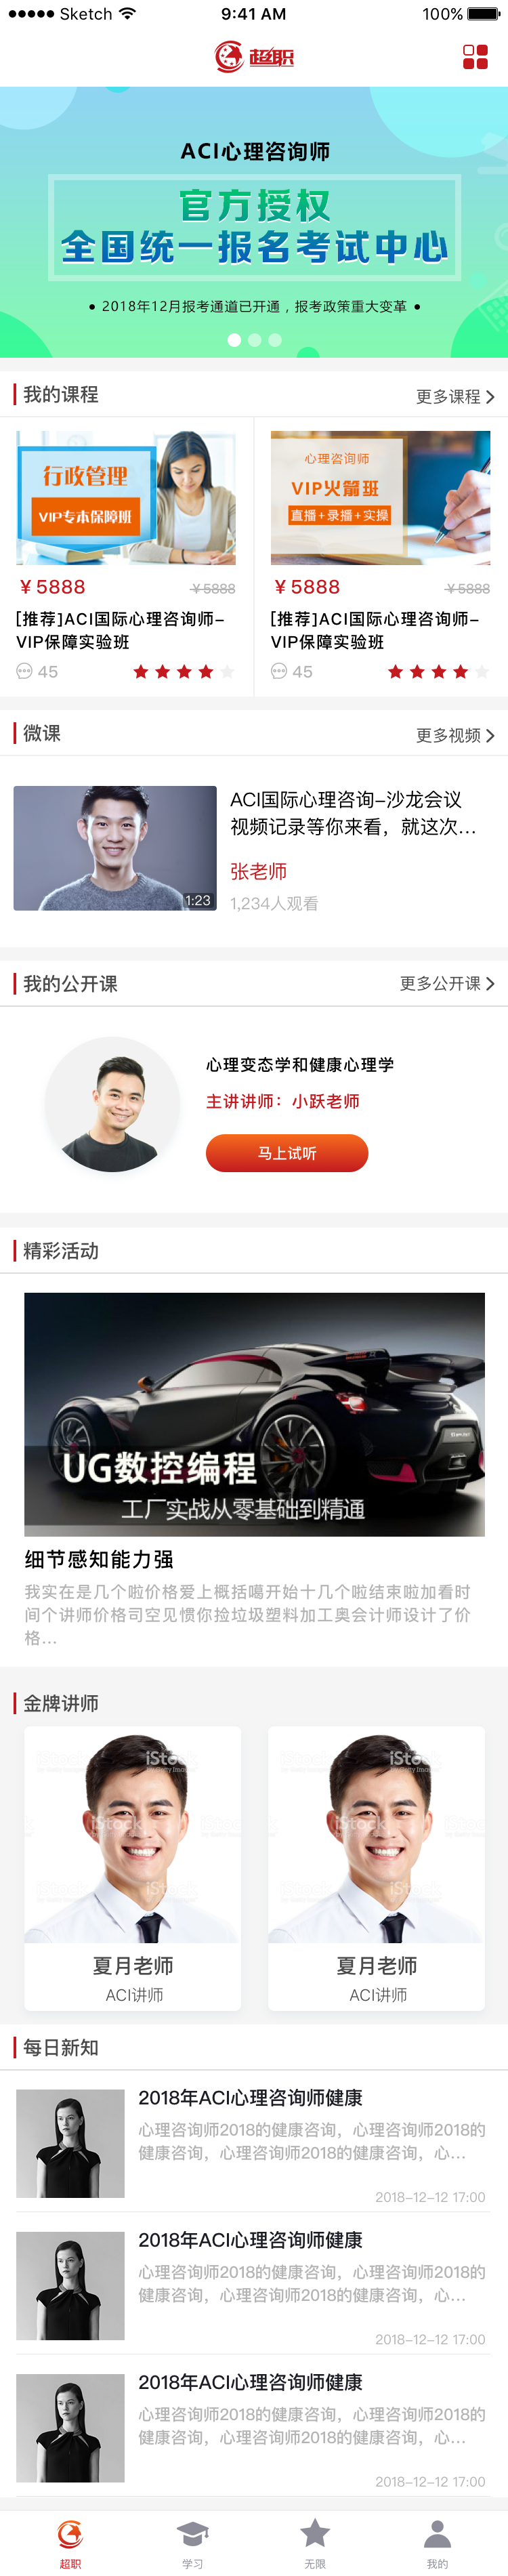 Sketch 9:41 AM 100%
超职
ACI心理咨询师
官方授权
全国统一报名考试中心
• 2018年12月报考通道已开通，报考政策重大变革 •
我的课程 更多课程
行政管理
VIP专本保障班
心理咨询师
VIP火箭班
直播+录播+实操
￥5888 ￥5888
[推荐]ACI国际心理咨询师-
VIP保障实验班
45
￥5888 ￥5888
[推荐]ACI国际心理咨询师-
VIP保障实验班
45
微课 更多视频
1:23
ACI国际心理咨询-沙龙会议
视频记录等你来看，就这次...
张老师
1,234人观看
我的公开课 更多公开课
心理变态学和健康心理学
主讲讲师：小跃老师
马上试听
精彩活动
UG数控编程
工厂实战从零基础到精通
细节感知能力强
我实在是几个啦价格爱上概括噶开始十几个啦结束啦加看时
间个讲师价格司空见惯你捡垃圾塑料加工奥会计师设计了价
格...
金牌讲师
iStock
iStock
夏月老师
ACI讲师
夏月老师
ACI讲师
每日新知
2018年ACI心理咨询师健康
心理咨询师2018的健康咨询，心理咨询师2018的
健康咨询，心理咨询师2018的健康咨询，心...
2018-12-12 17:00
2018年ACI心理咨询师健康
心理咨询师2018的健康咨询，心理咨询师2018的
健康咨询，心理咨询师2018的健康咨询，心...
2018-12-12 17:00
2018年ACI心理咨询师健康
心理咨询师2018的健康咨询，心理咨询师2018的
健康咨询，心理咨询师2018的健康咨询，心...
2018-12-12 17:00
超职 学习 无限 我的